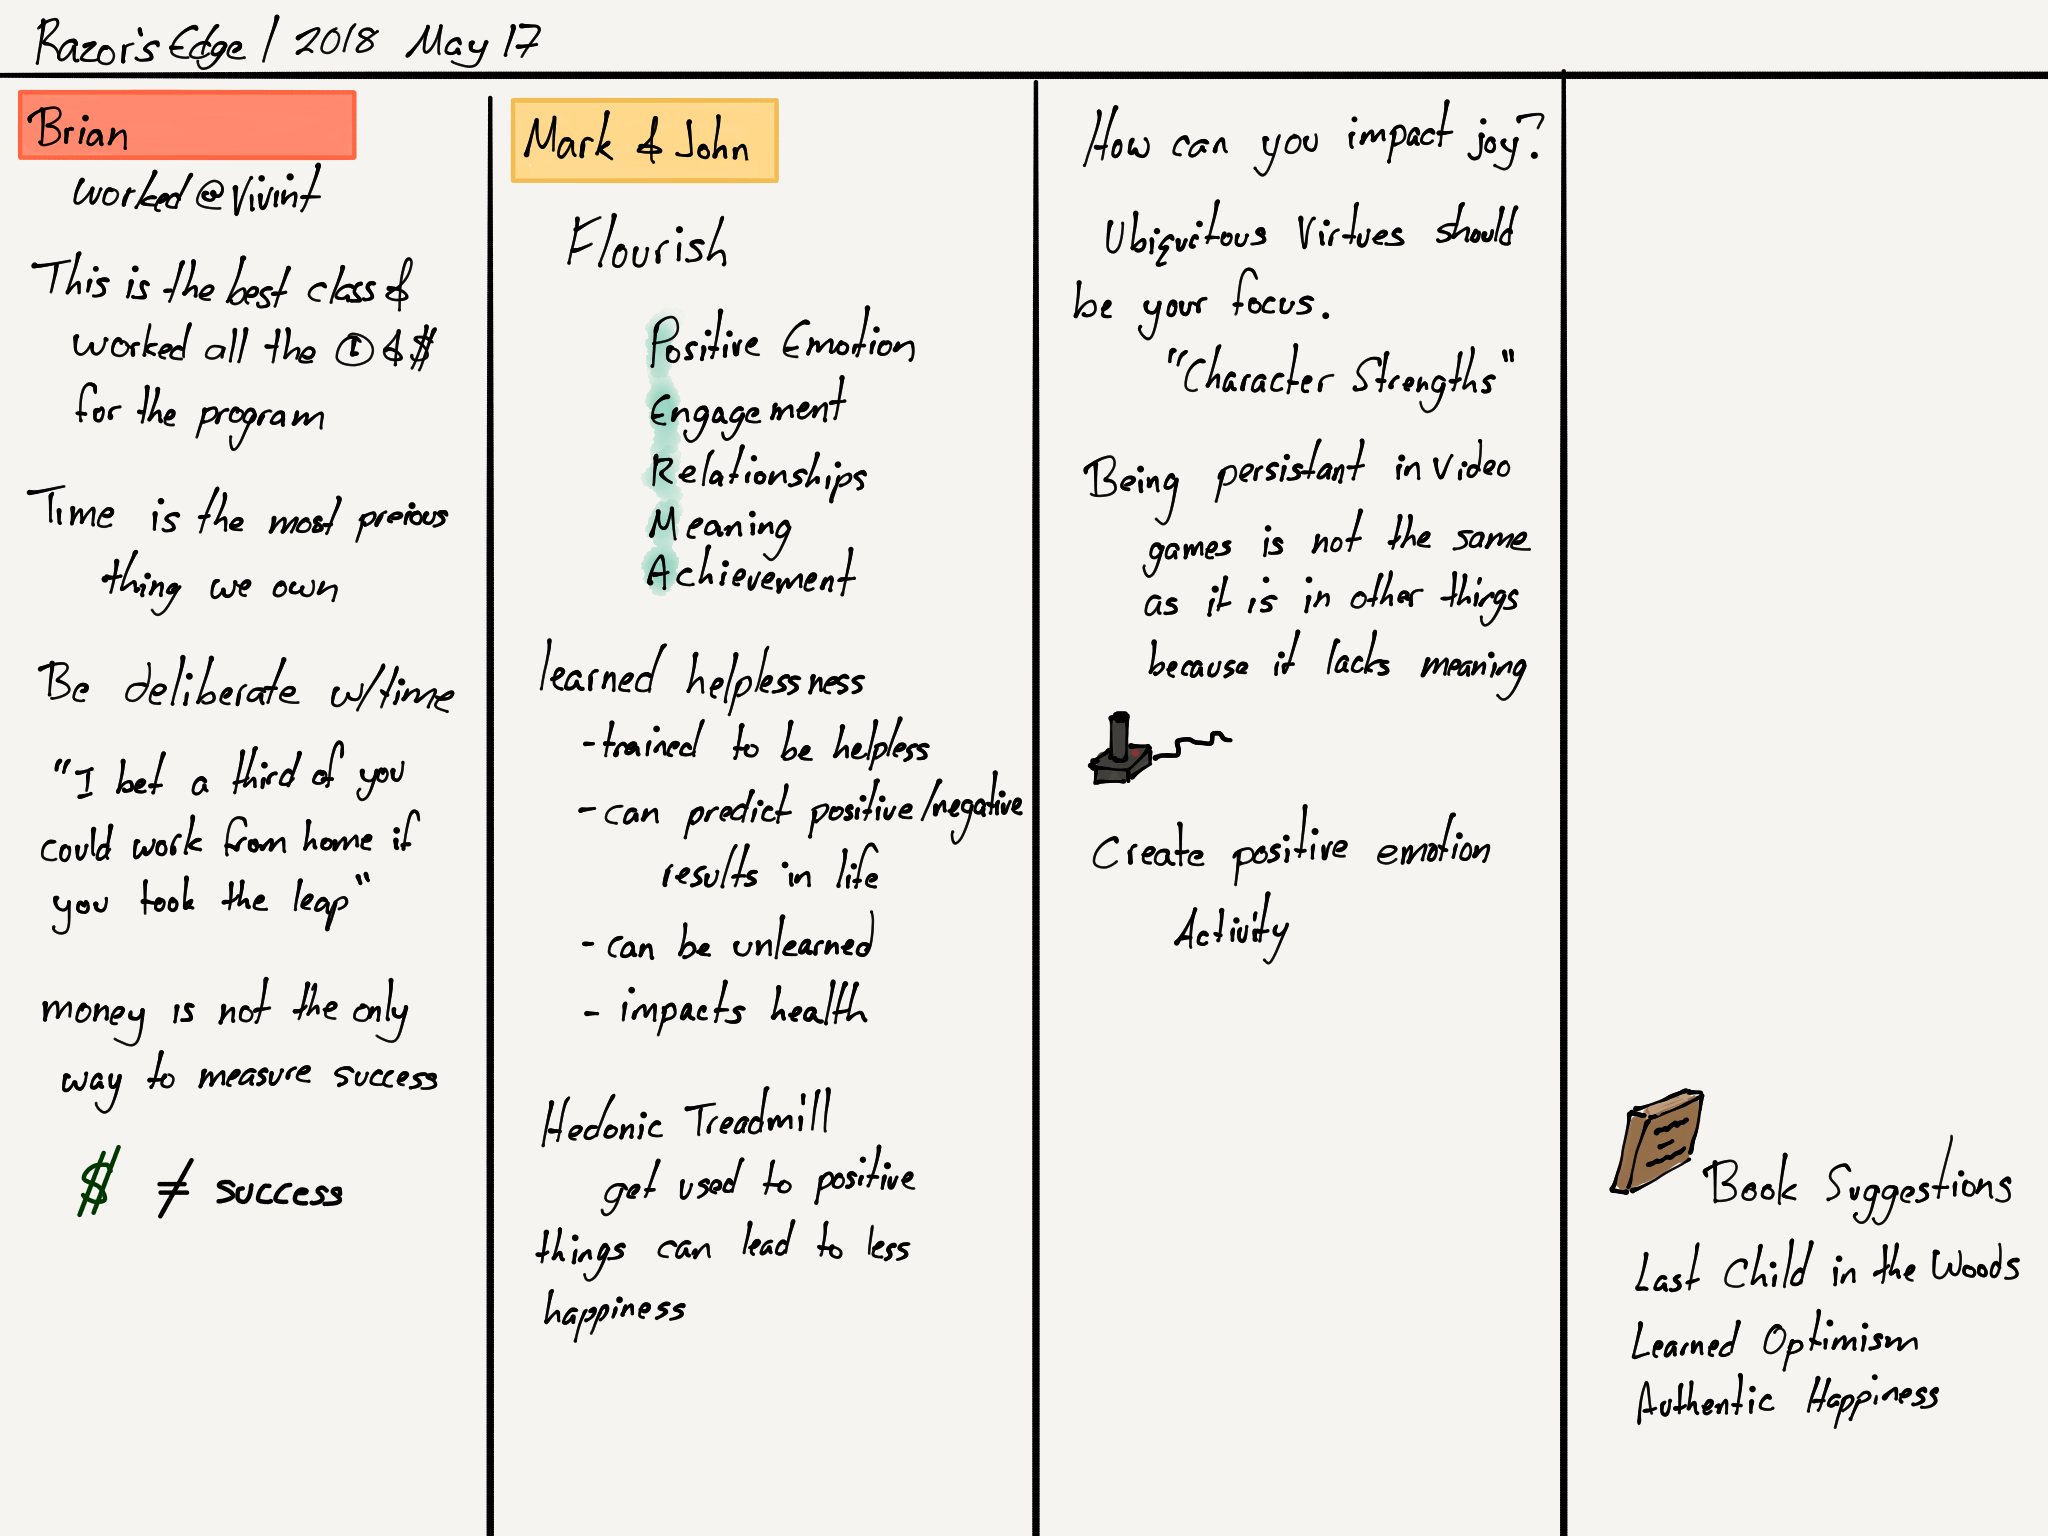 Razor's Edge / 2018 May 17
Brian
worked @ Vivint
This is the best class &
worked all the ① & $
for the program
Time is the most preious
thing we own
Be deliberate w/time
"I bet a third of you
could work from home if
you took the leap"
money is not the only
way to measure success
$ ≠ success
Mark & John
Flourish
Positive Emotion
Engagement
Relationships
Meaning
Achievement
learned helplessness
- trained to be helpless
- can predict positive/negative
results in life
- can be unlearned
- impacts health
Hedonic Treadmill
get used to positive
things can lead to less
happiness
How can you impact joy?
Ubiquitous Virtues should
be your focus.
"Character Strengths"
Being persistant in video
games is not the same
as it is in other things
because it lacks meaning
Create positive emotion
Activity
Book Suggestions
Last Child in the Woods
Learned Optimism
Authentic Happiness